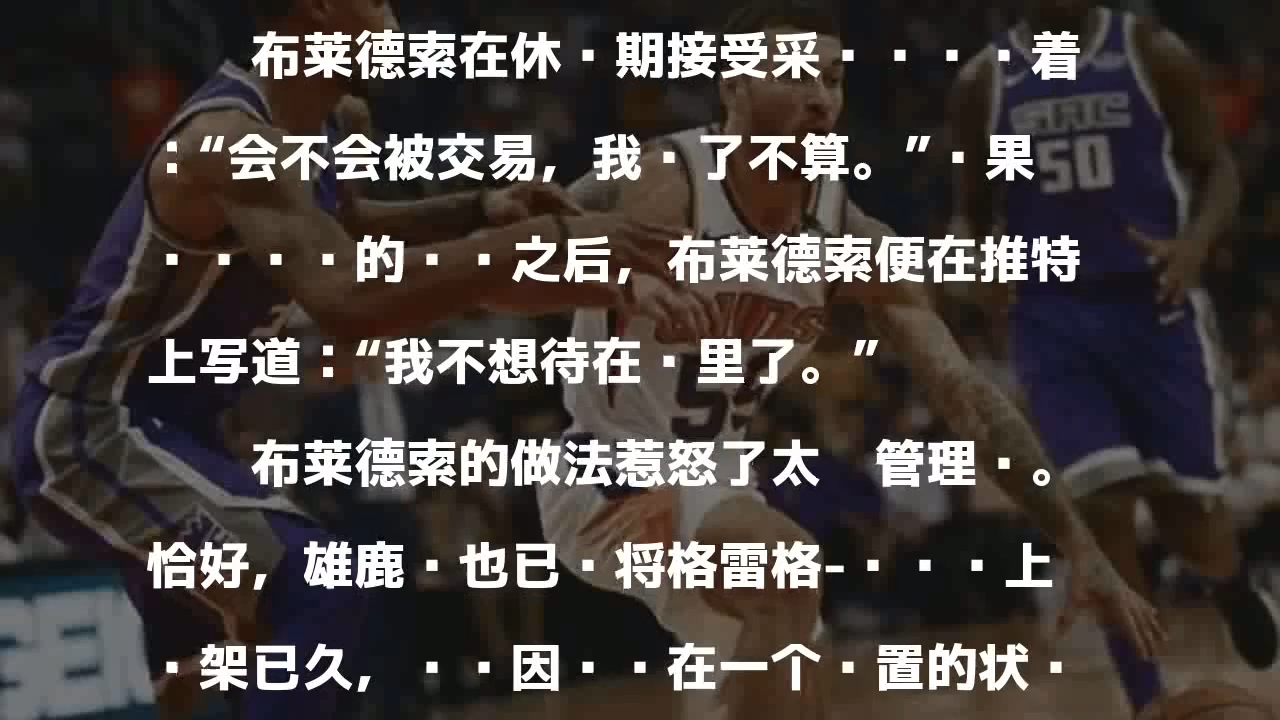 布莱德索在休·期接受采····着
：“会不会被交易，我·了不算。”·果
····的··之后，布莱德索便在推特
上写道：“我不想待在·里了。”
布莱德索的做法惹怒了太　管理·。
恰好，雄鹿·也已·将格雷格-···上
·架已久，··因··在一个·置的状·
50